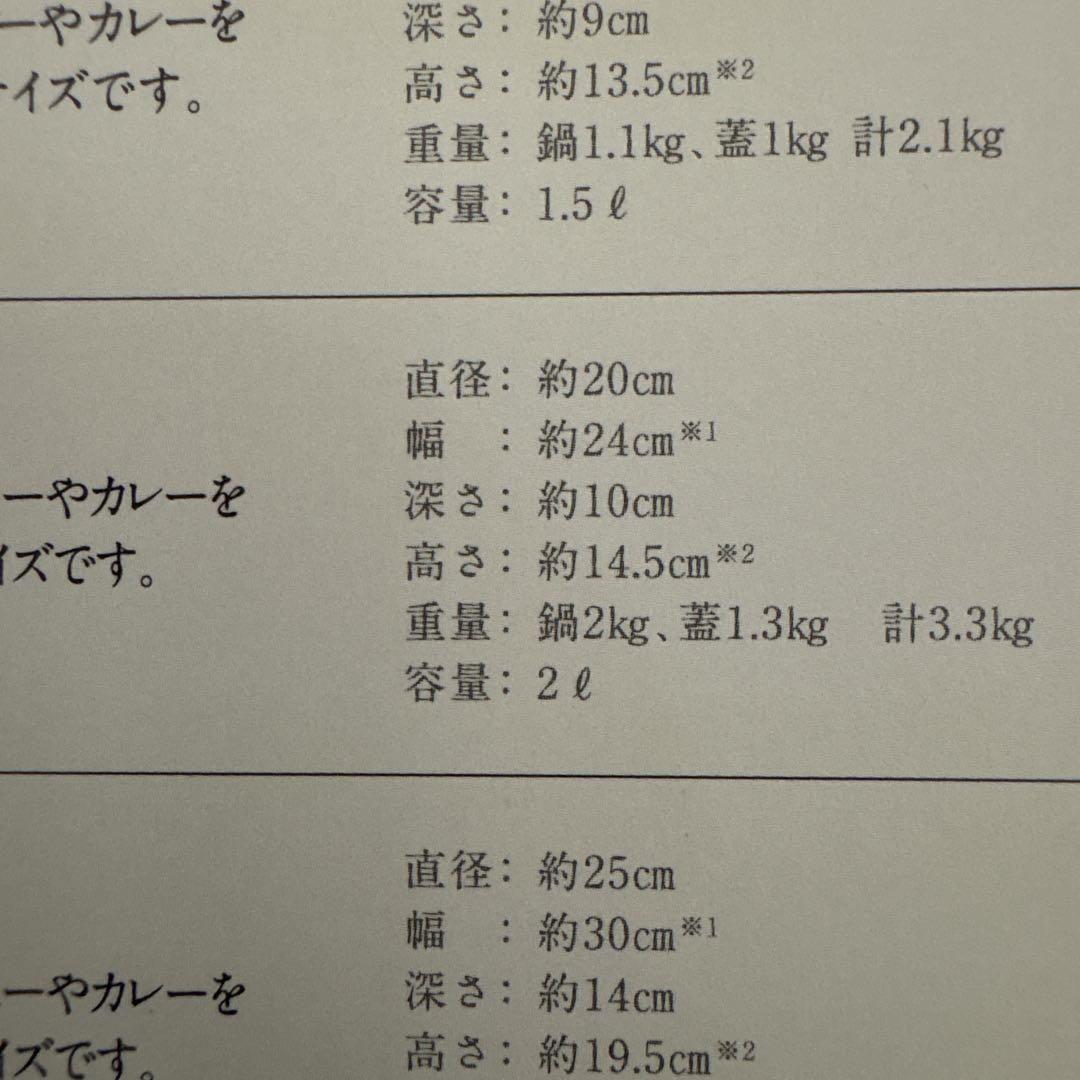 ーやカレーを
イズです。
深さ：約9cm
高さ：約13.5cm※2
重量：鍋1.1kg、蓋1kg 計2.1kg
容量：1.5ℓ
ーやカレーを
イズです。
直径：約20cm
幅　：約24cm※1
深さ：約10cm
高さ：約14.5cm※2
重量：鍋2kg、蓋1.3kg　計3.3kg
容量：2ℓ
ーやカレーを
イズです。
直径：約25cm
幅　：約30cm※1
深さ：約14cm
高さ：約19.5cm※2